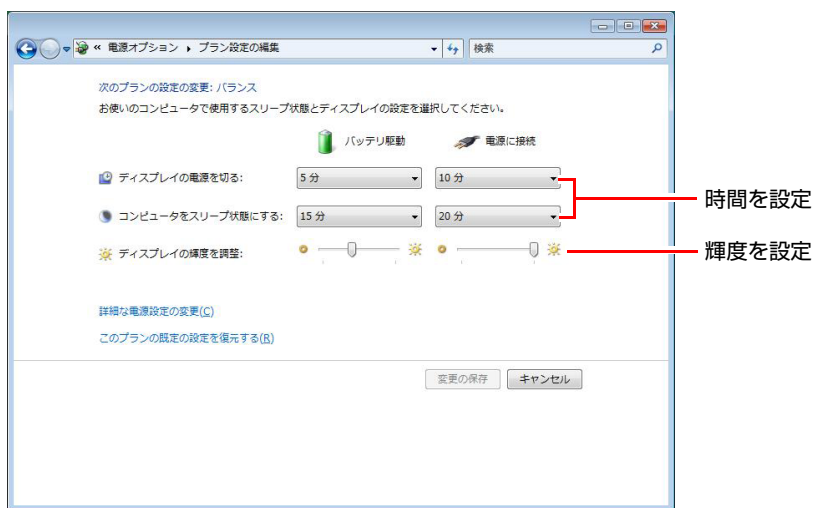 « 電源オプション ▸ プラン設定の編集 検索
次のプランの設定の変更: バランス
お使いのコンピュータで使用するスリープ状態とディスプレイの設定を選択してください。
バッテリ駆動 電源に接続
ディスプレイの電源を切る: 5 分 10 分
時間を設定
コンピュータをスリープ状態にする: 15 分 20 分
ディスプレイの輝度を調整: 輝度を設定
詳細な電源設定の変更(C)
このプランの既定の設定を復元する(R)
変更の保存 キャンセル